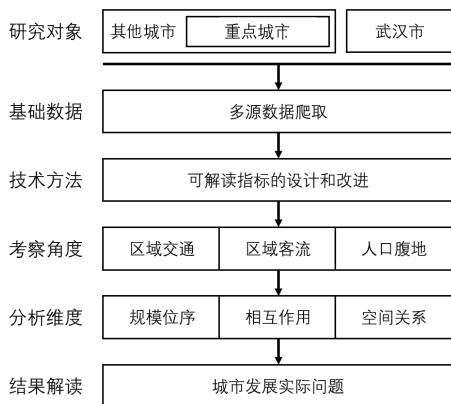 研究对象 其他城市 重点城市 武汉市
基础数据 多源数据爬取
技术方法 可解读指标的设计和改进
考察角度 区域交通 区域客流 人口腹地
分析维度 规模位序 相互作用 空间关系
结果解读 城市发展实际问题